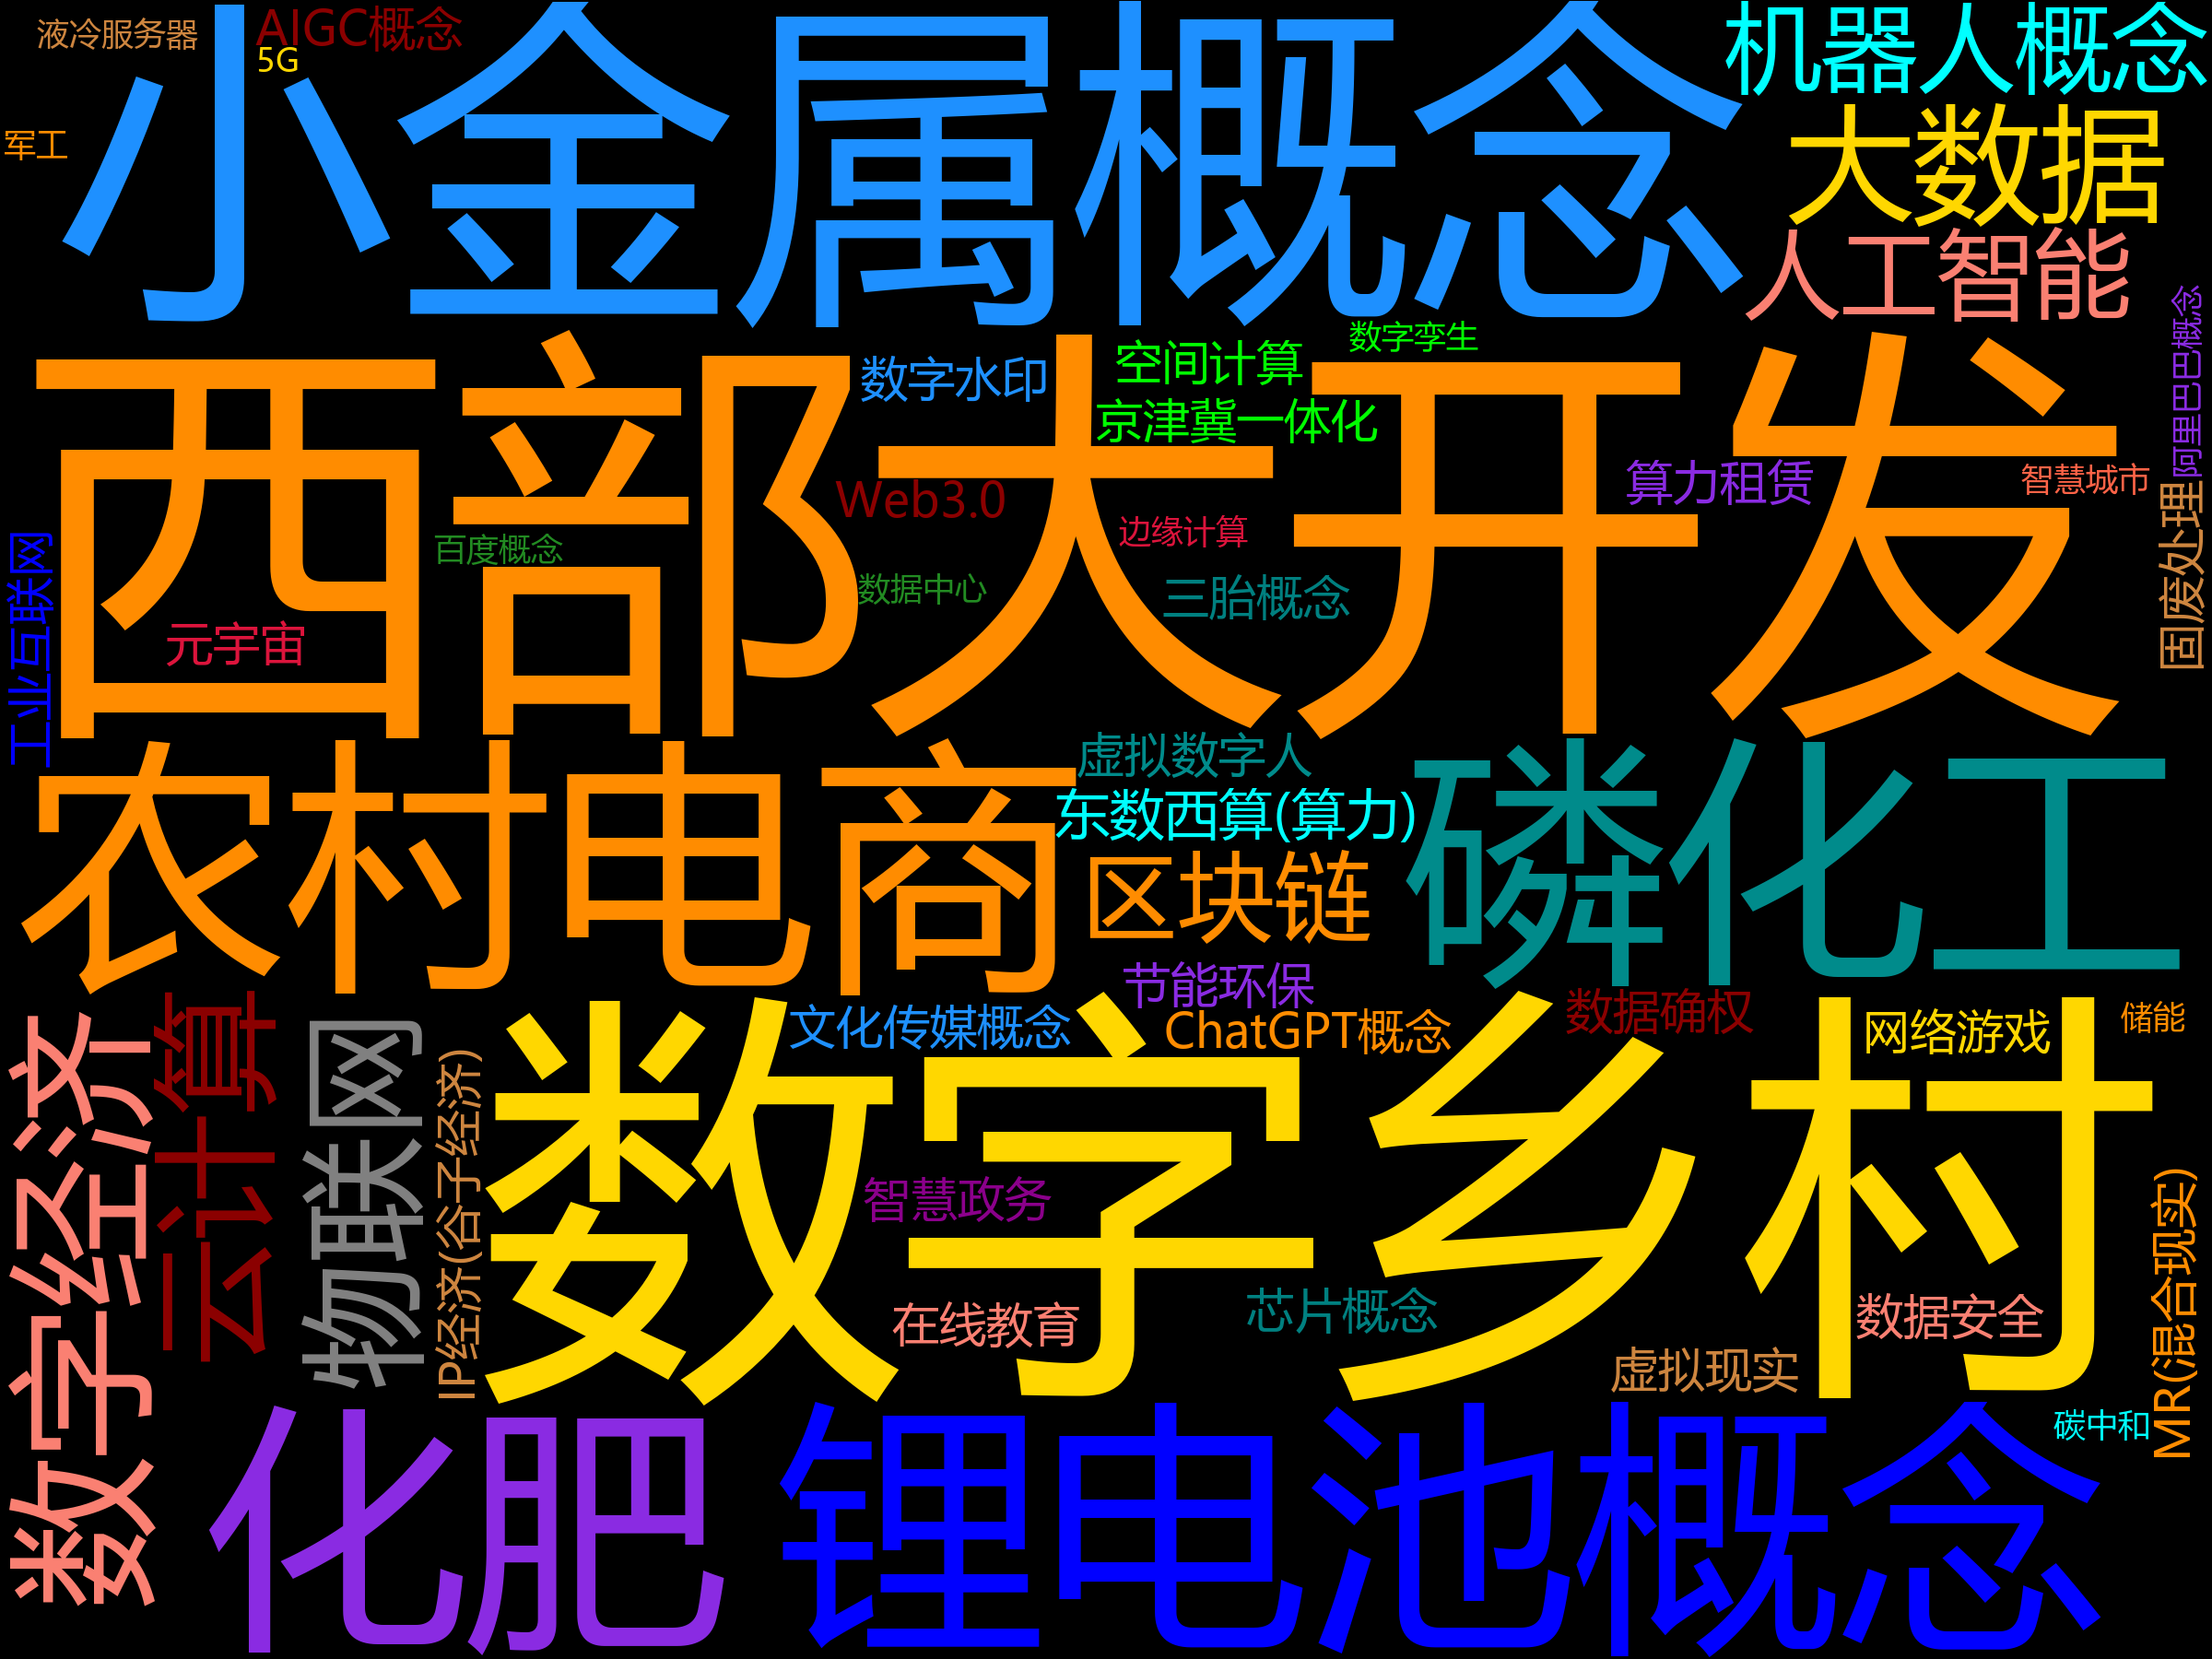 液冷服务器
AIGC概念
5G
军工
小金属概念
机器人概念
大数据
人工智能
阿里巴巴概念
西部大开发
数字水印
空间计算
数字孪生
京津冀一体化
算力租赁
智慧城市
固废处理
Web3.0
边缘计算
百度概念
数据中心
三胎概念
元宇宙
工业互联网
农村电商
虚拟数字人
东数西算(算力)
区块链
磷化工
节能环保
文化传媒概念
ChatGPT概念
数据确权
网络游戏
储能
数字经济
云计算
物联网
IP经济(谷子经济)
数字乡村
智慧政务
在线教育
芯片概念
数据安全
虚拟现实
MR(混合现实)
碳中和
化肥
锂电池概念